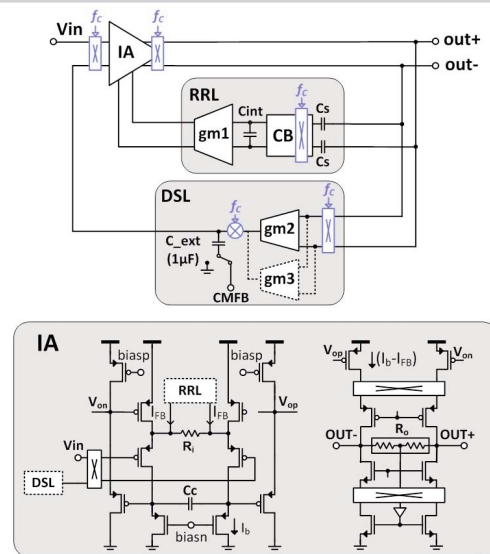 fc
fc
Vin
IA
out+
out-
RRL
fc
Cint
Cs
gm1
CB
Cs
DSL
fc
fc
C_ext
(1µF)
gm2
gm3
CMFB
IA
biasp
biasp
Vop
Von
(Ib-IFB)
Von
RRL
Vop
IFB
IFB
Ri
Vin
DSL
OUT-
Ro
OUT+
Cc
biasn
Ib